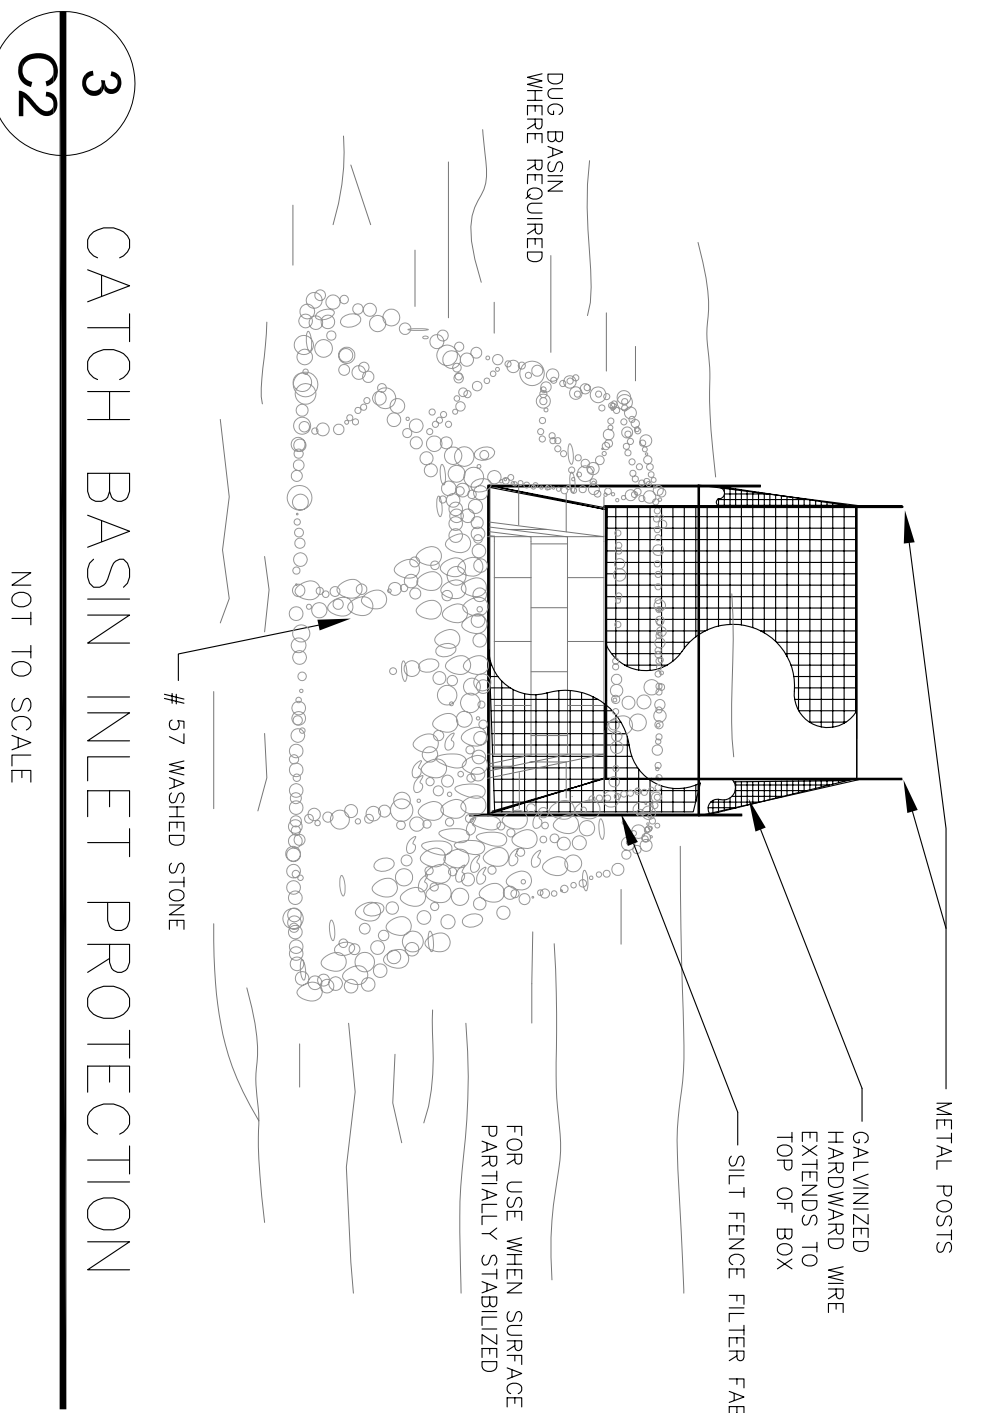 METAL POSTS
GALVINIZED
HARDWARD WIRE
EXTENDS TO
TOP OF BOX
SILT FENCE FILTER
DUG BASIN
WHERE REQUIRED
FOR USE WHEN SURFACE
PARTIALLY STABILIZED
# 57 WASHED STONE
3
C2
CATCH BASIN INLET PROTECTION
NOT TO SCALE